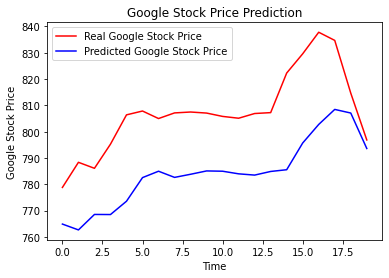 Google Stock Price Prediction
Real Google Stock Price
Predicted Google Stock Price
Google Stock Price
840
830
820
810
800
790
780
770
760
0.0 2.5 5.0 7.5 10.0 12.5 15.0 17.5
Time